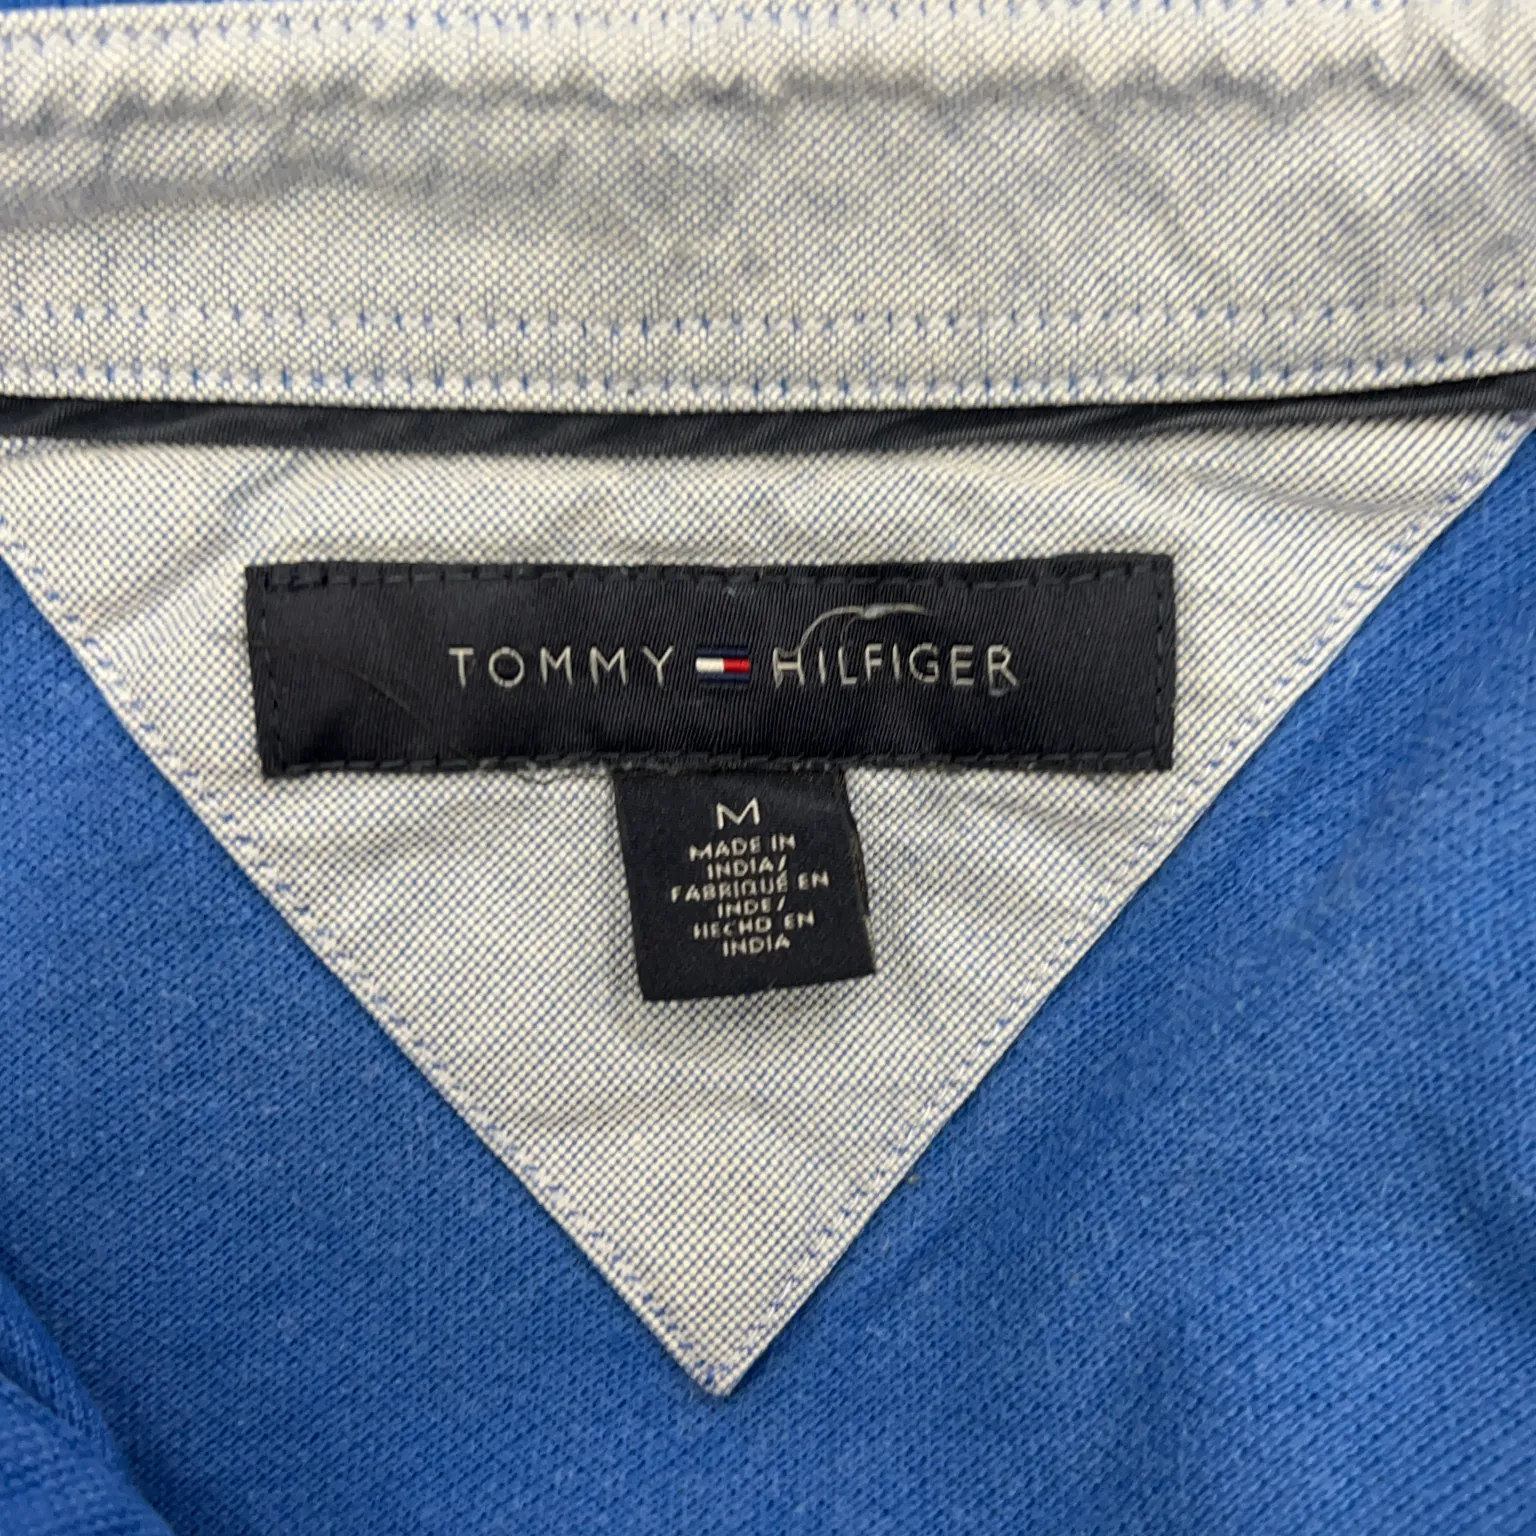 TOMMY HILFIGER
M
MADE IN
INDIA/
FABRIQUÉ EN
INDE/
HECHO EN
INDIA